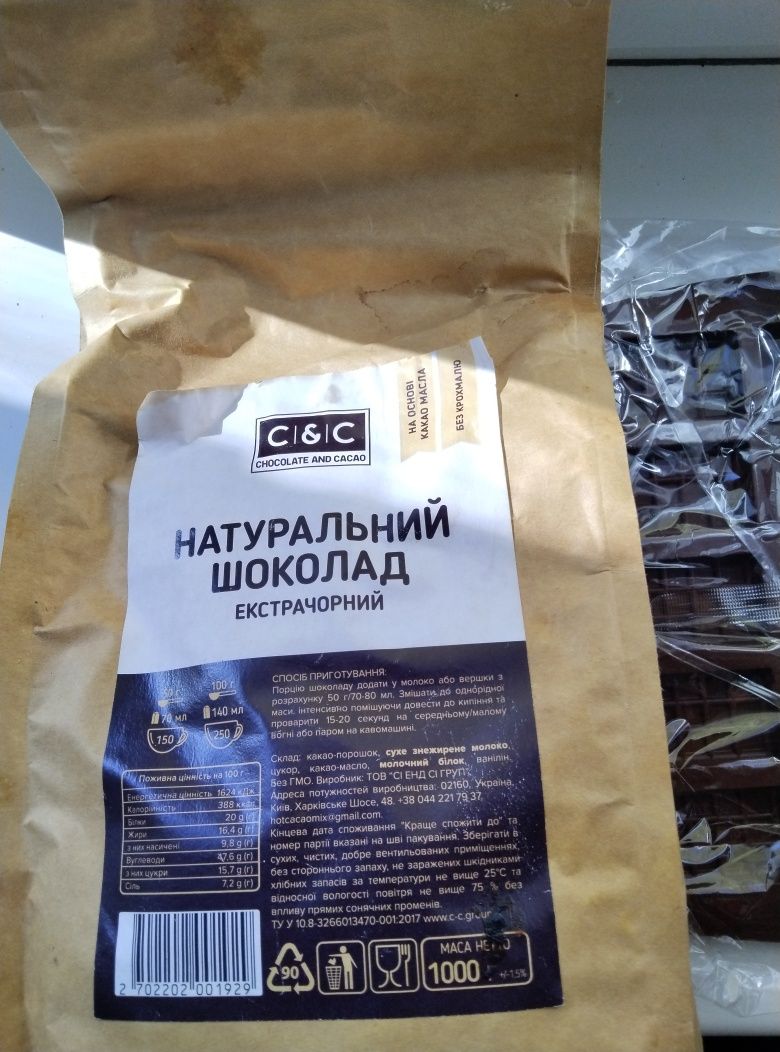 НА ОСНОВІ
КАКАО МАСЛА
БЕЗ КРОХМАЛЮ
C|&|C
CHOCOLATE AND CACAO
НАТУРАЛЬНИЙ
ШОКОЛАД
ЕКСТРАЧОРНИЙ
100 г
70 мл
140 мл
150
250
СПОСІБ ПРИГОТУВАННЯ:
Порцію шоколаду додати у молоко або вершки з
розрахунку 50 г/70-80 мл. Змішати до однорідної
маси. Інтенсивно помішуючи довести до кипіння та
проварити 15-20 секунд на середньому/малому
вогні або паром на кавомашині.
Склад: какао-порошок, сухе знежирене молоко,
цукор, какао-масло, молочний білок, ванілін.
Без ГМО. Виробник: ТОВ "СІ ЕНД СІ ГРУП",
Адреса потужностей виробництва: 02160, Україна,
Київ, Харківське Шосе, 48. +38 044 221 79 37
hotcacaomix@gmail.com.
Кінцева дата споживання "Краще спожити до" та
номер партії вказані на шві пакування. Зберігати в
сухих, чистих, добре вентильованих приміщеннях,
без стороннього запаху, не заражених шкідниками
хлібних запасів за температури не вище 25°C та
відносної вологості повітря не вище 75 % без
впливу прямих сонячних променів.
ТУ У 10.8-3266013470-001:2017 www.c-c.group
Поживна цінність на 100 г
Енергетична цінність 1624 кДж
Калорійність 388 ккал
Білки 20 g (г)
Жири 16,4 g (г)
з них насичені 9,8 g (г)
Вуглеводи 47,6 g (г)
з них цукри 15,7 g (г)
Сіль 7,2 g (г)
2 702202 001929
90
МАСА НЕТТО
1000
+/-1,5%